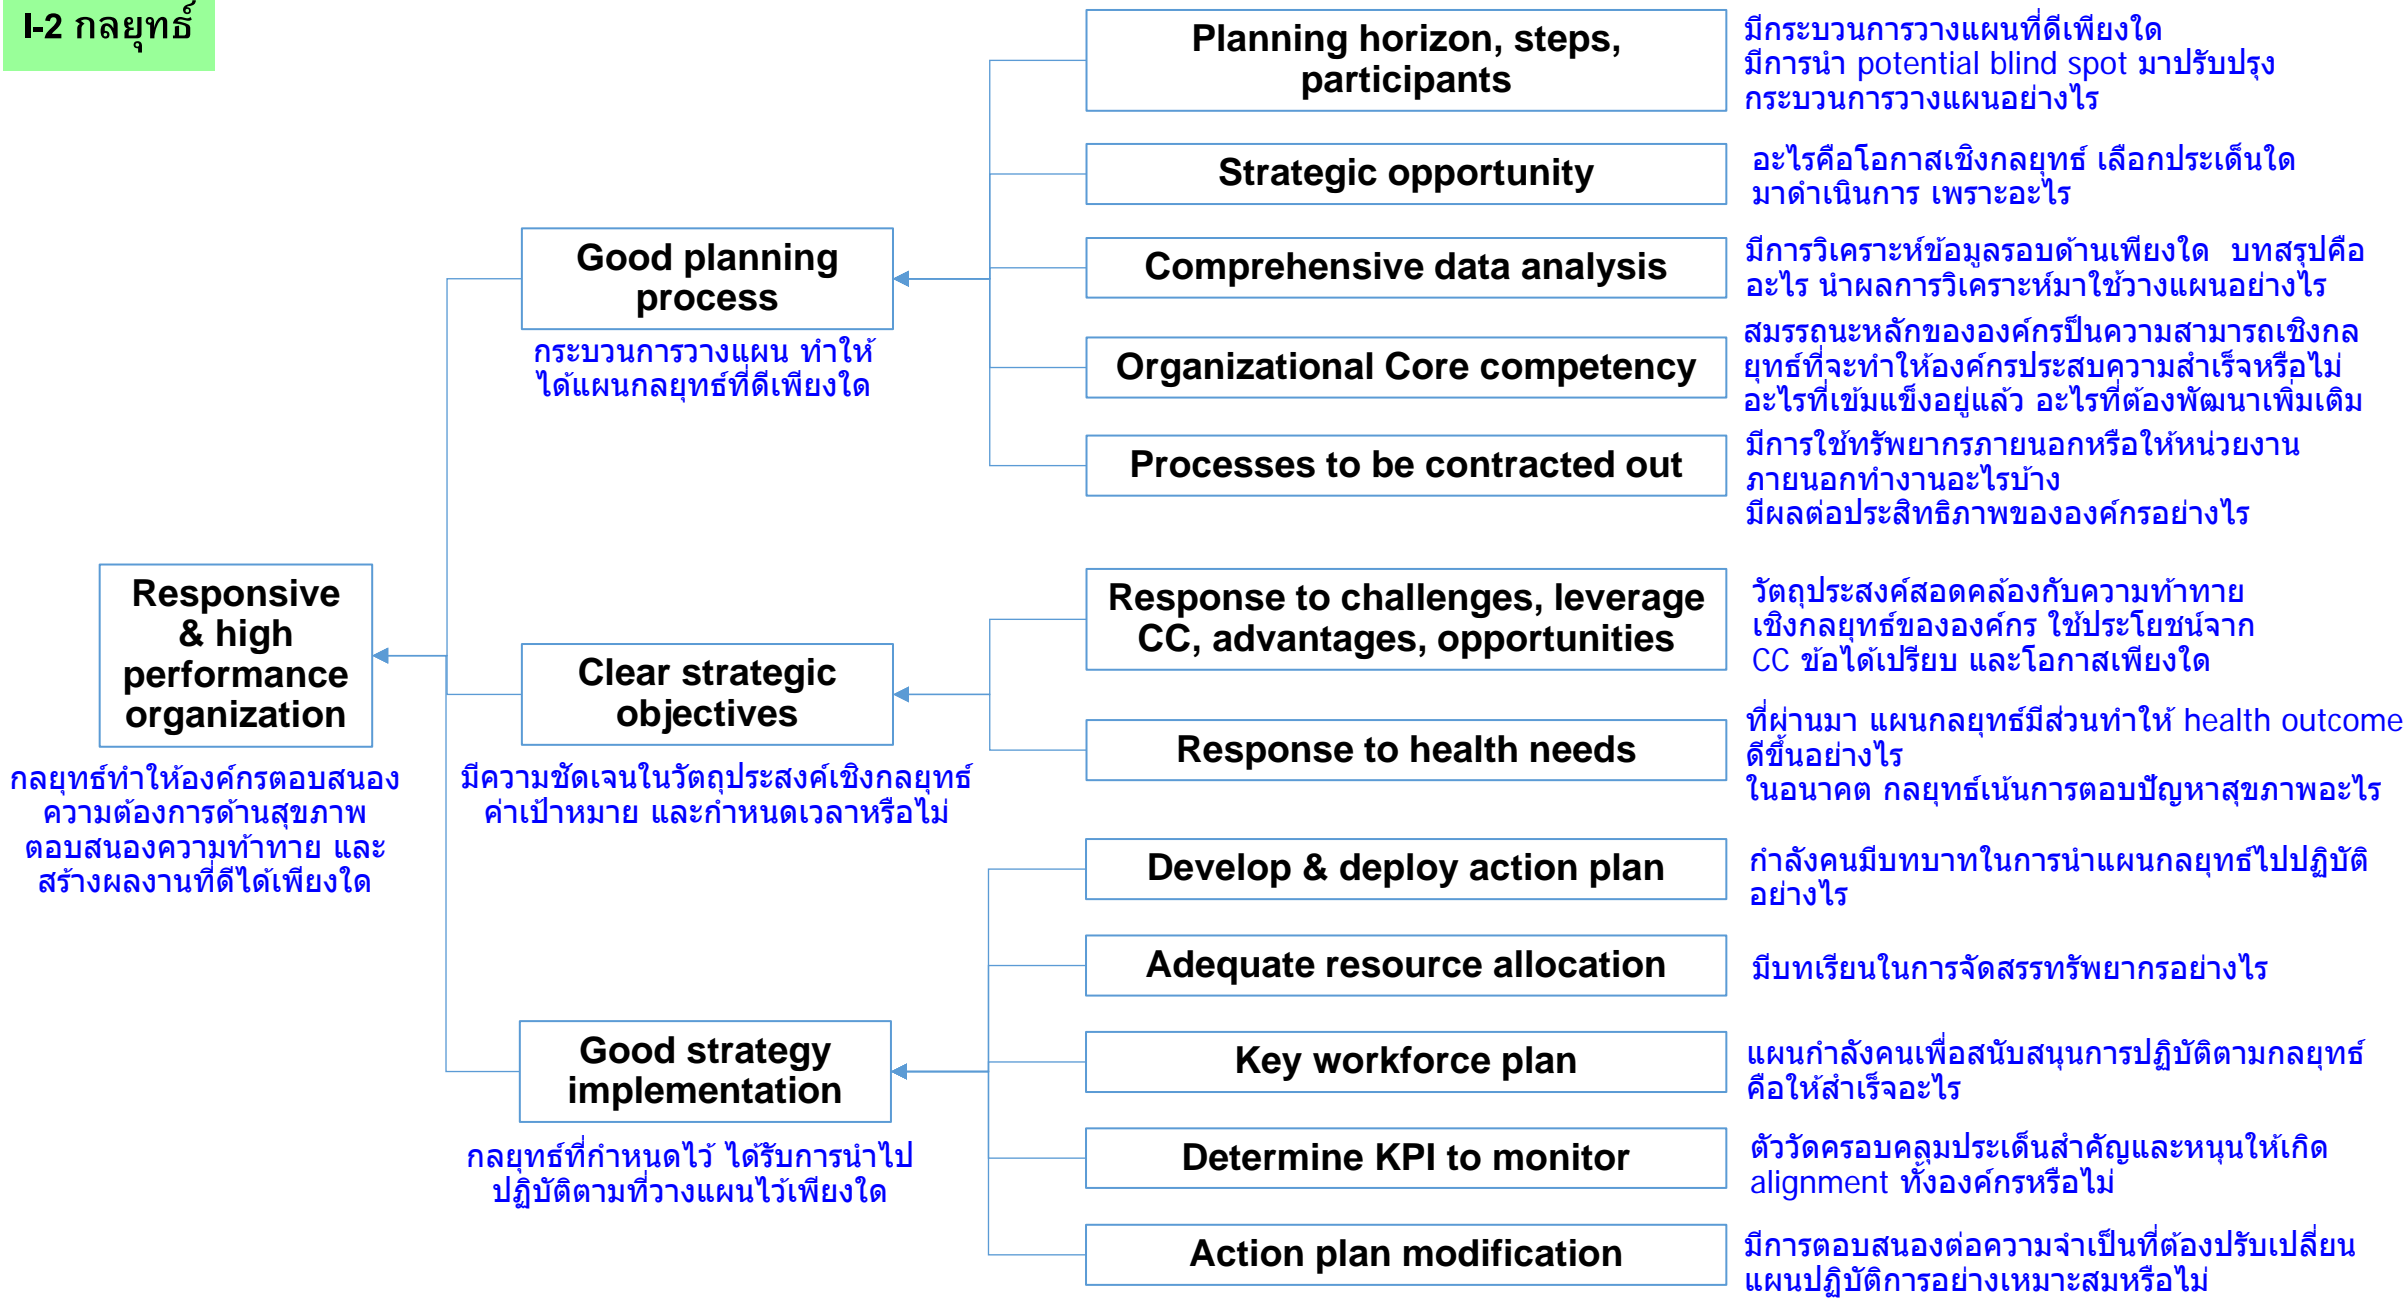 I-2 กลยุทธ์
Planning horizon, steps,
participants
มีกระบวนการวางแผนที่ดีเพียงใด
มีการนำ potential blind spot มาปรับปรุง
กระบวนการวางแผนอย่างไร
Strategic opportunity
อะไรคือโอกาสเชิงกลยุทธ์ เลือกประเด็นใด
มาดำเนินการ เพราะอะไร
Good planning
process
กระบวนการวางแผน ทำให้
ได้แผนกลยุทธ์ที่ดีเพียงใด
Comprehensive data analysis
มีการวิเคราะห์ข้อมูลรอบด้านเพียงใด บทสรุปคือ
อะไร นำผลการวิเคราะห์มาใช้วางแผนอย่างไร
Organizational Core competency
สมรรถนะหลักขององค์กรป็นความสามารถเชิงกล
ยุทธ์ที่จะทำให้องค์กรประสบความสำเร็จหรือไม่
อะไรที่เข้มแข็งอยู่แล้ว อะไรที่ต้องพัฒนาเพิ่มเติม
Processes to be contracted out
มีการใช้ทรัพยากรภายนอกหรือให้หน่วยงาน
ภายนอกทำงานอะไรบ้าง
มีผลต่อประสิทธิภาพขององค์กรอย่างไร
Responsive
& high
performance
organization
กลยุทธ์ทำให้องค์กรตอบสนอง
ความต้องการด้านสุขภาพ
ตอบสนองความท้าทาย และ
สร้างผลงานที่ดีได้เพียงใด
Clear strategic
objectives
มีความชัดเจนในวัตถุประสงค์เชิงกลยุทธ์
ค่าเป้าหมาย และกำหนดเวลาหรือไม่
Response to challenges, leverage
CC, advantages, opportunities
วัตถุประสงค์สอดคล้องกับความท้าทาย
เชิงกลยุทธ์ขององค์กร ใช้ประโยชน์จาก
CC ข้อได้เปรียบ และโอกาสเพียงใด
Response to health needs
ที่ผ่านมา แผนกลยุทธ์มีส่วนทำให้ health outcome
ดีขึ้นอย่างไร
ในอนาคต กลยุทธ์เน้นการตอบปัญหาสุขภาพอะไร
Good strategy
implementation
กลยุทธ์ที่กำหนดไว้ ได้รับการนำไป
ปฏิบัติตามที่วางแผนไว้เพียงใด
Develop & deploy action plan
กำลังคนมีบทบาทในการนำแผนกลยุทธ์ไปปฏิบัติ
อย่างไร
Adequate resource allocation
มีบทเรียนในการจัดสรรทรัพยากรอย่างไร
Key workforce plan
แผนกำลังคนเพื่อสนับสนุนการปฏิบัติตามกลยุทธ์
คือให้สำเร็จอะไร
Determine KPI to monitor
ตัววัดครอบคลุมประเด็นสำคัญและหนุนให้เกิด
alignment ทั้งองค์กรหรือไม่
Action plan modification
มีการตอบสนองต่อความจำเป็นที่ต้องปรับเปลี่ยน
แผนปฏิบัติการอย่างเหมาะสมหรือไม่